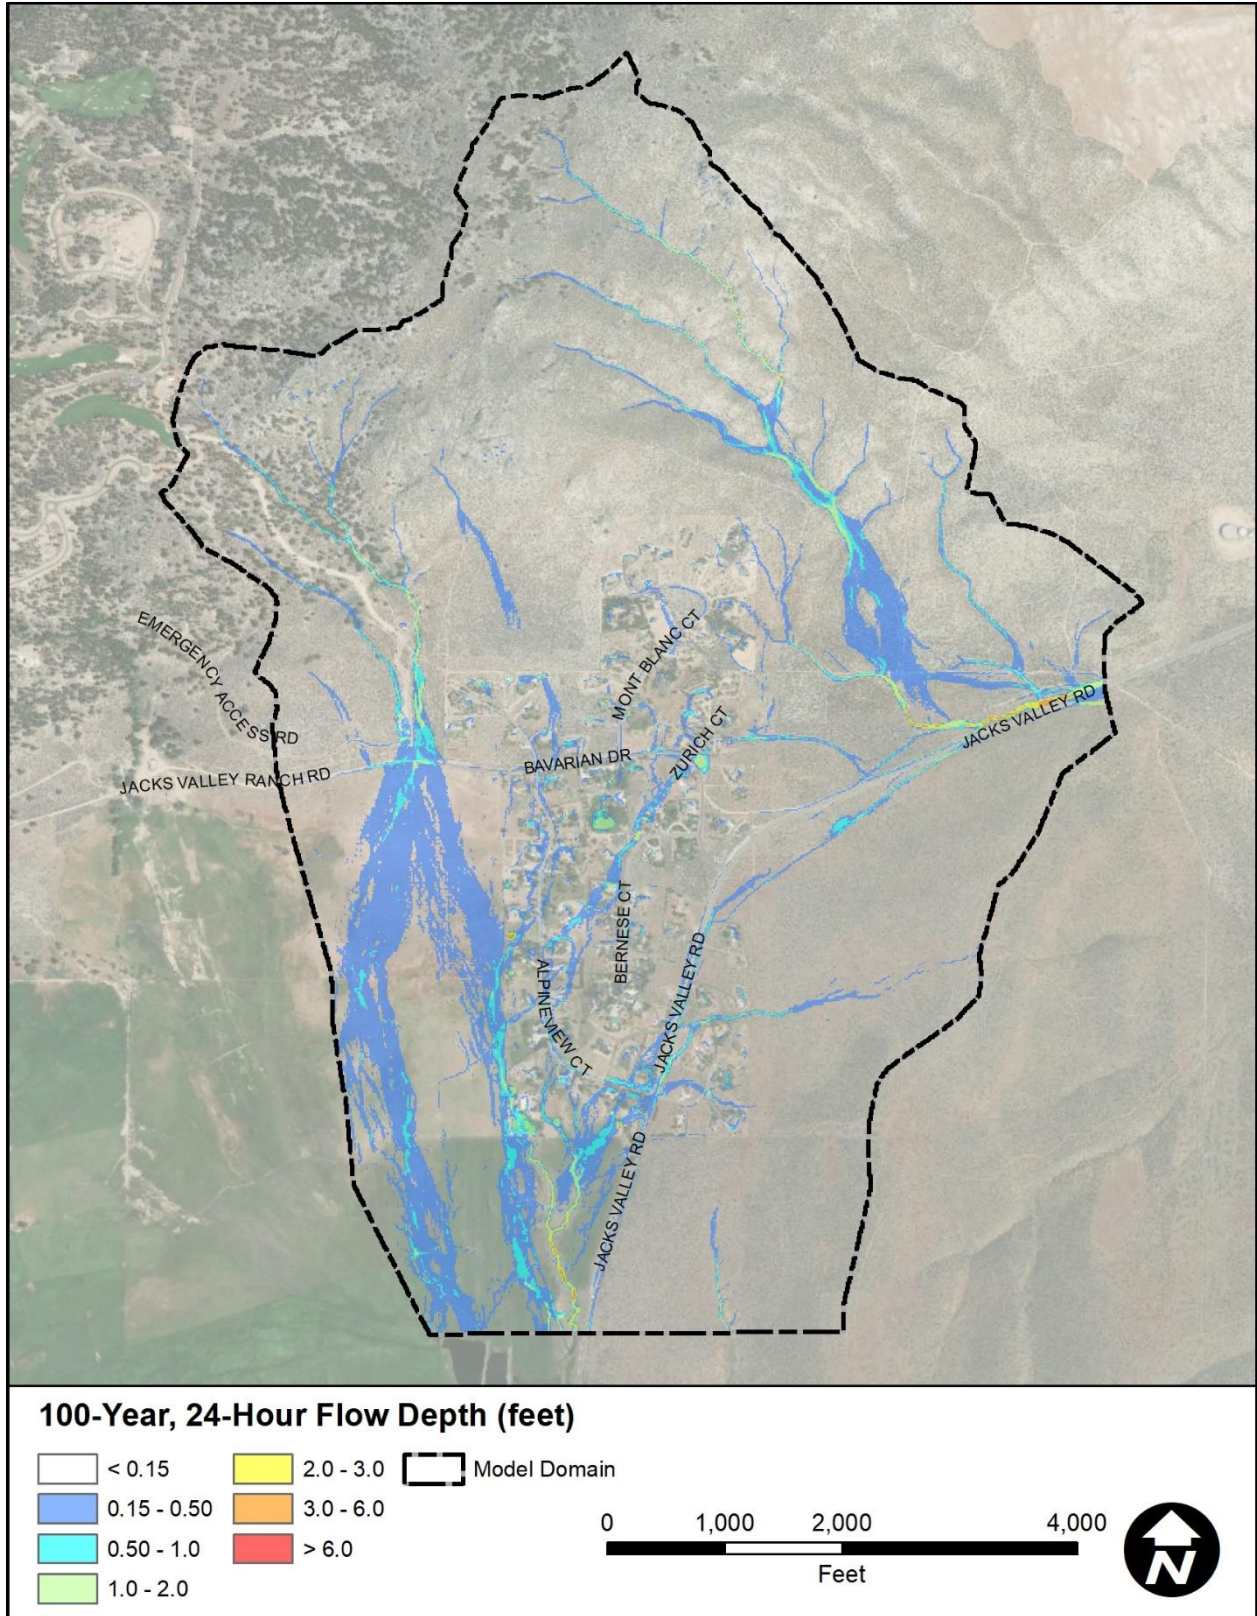 MONT BLANC CT
EMERGENCY ACCESS RD
ZURICH CT
JACKS VALLEY RD
BAVARIAN DR
JACKS VALLEY RANCH RD
BERNESE CT
JACKS VALLEY RD
ALPINEVIEW CT
JACKS VALLEY RD
100-Year, 24-Hour Flow Depth (feet)
< 0.15
0.15 - 0.50
0.50 - 1.0
1.0 - 2.0
2.0 - 3.0
3.0 - 6.0
> 6.0
Model Domain
0 1,000 2,000 4,000
Feet
N